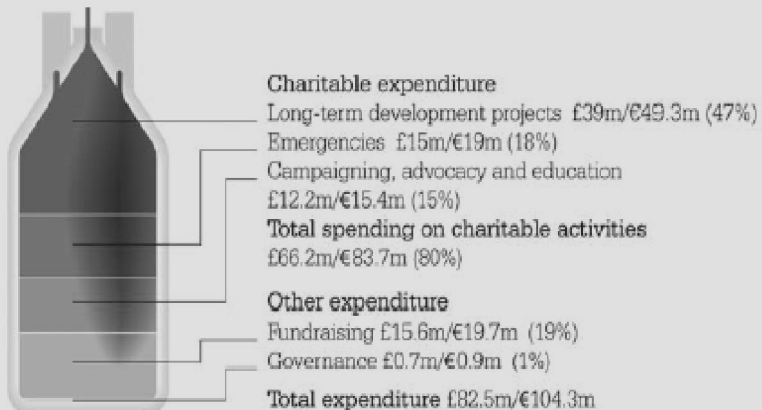 Charitable expenditure
Long-term development projects £39m/€49.3m (47%)
Emergencies £15m/€19m (18%)
Campaigning, advocacy and education
£12.2m/€15.4m (15%)
Total spending on charitable activities
£66.2m/€83.7m (80%)
Other expenditure
Fundraising £15.6m/€19.7m (19%)
Governance £0.7m/€0.9m (1%)
Total expenditure £82.5m/€104.3m